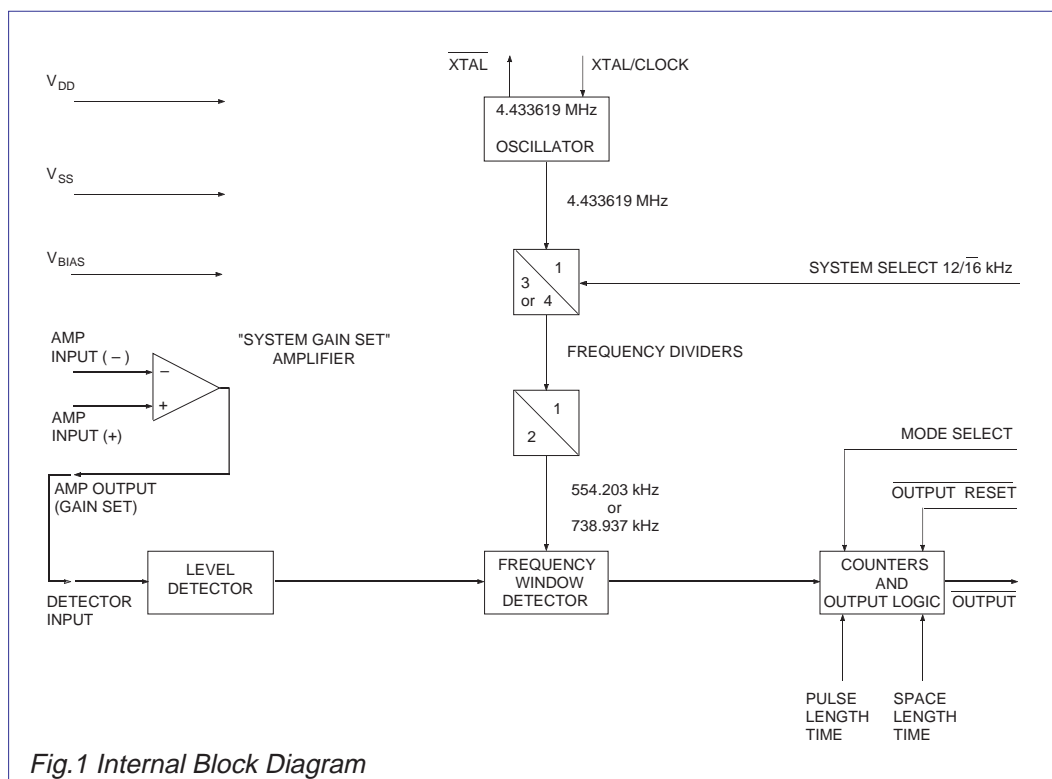 XTAL
XTAL/CLOCK
V DD
4.433619 MHz
OSCILLATOR
V SS
4.433619 MHz
V BIAS
1
3
or 4
SYSTEM SELECT 12/16 kHz
AMP
INPUT ( – )
"SYSTEM GAIN SET"
AMPLIFIER
FREQUENCY DIVIDERS
–
+
AMP
INPUT (+)
1
2
MODE SELECT
AMP OUTPUT
(GAIN SET)
554.203 kHz
or
738.937 kHz
OUTPUT RESET
LEVEL
DETECTOR
FREQUENCY
WINDOW
DETECTOR
COUNTERS
AND
OUTPUT LOGIC
DETECTOR
INPUT
OUTPUT
PULSE
LENGTH
TIME
SPACE
LENGTH
TIME
Fig.1 Internal Block Diagram